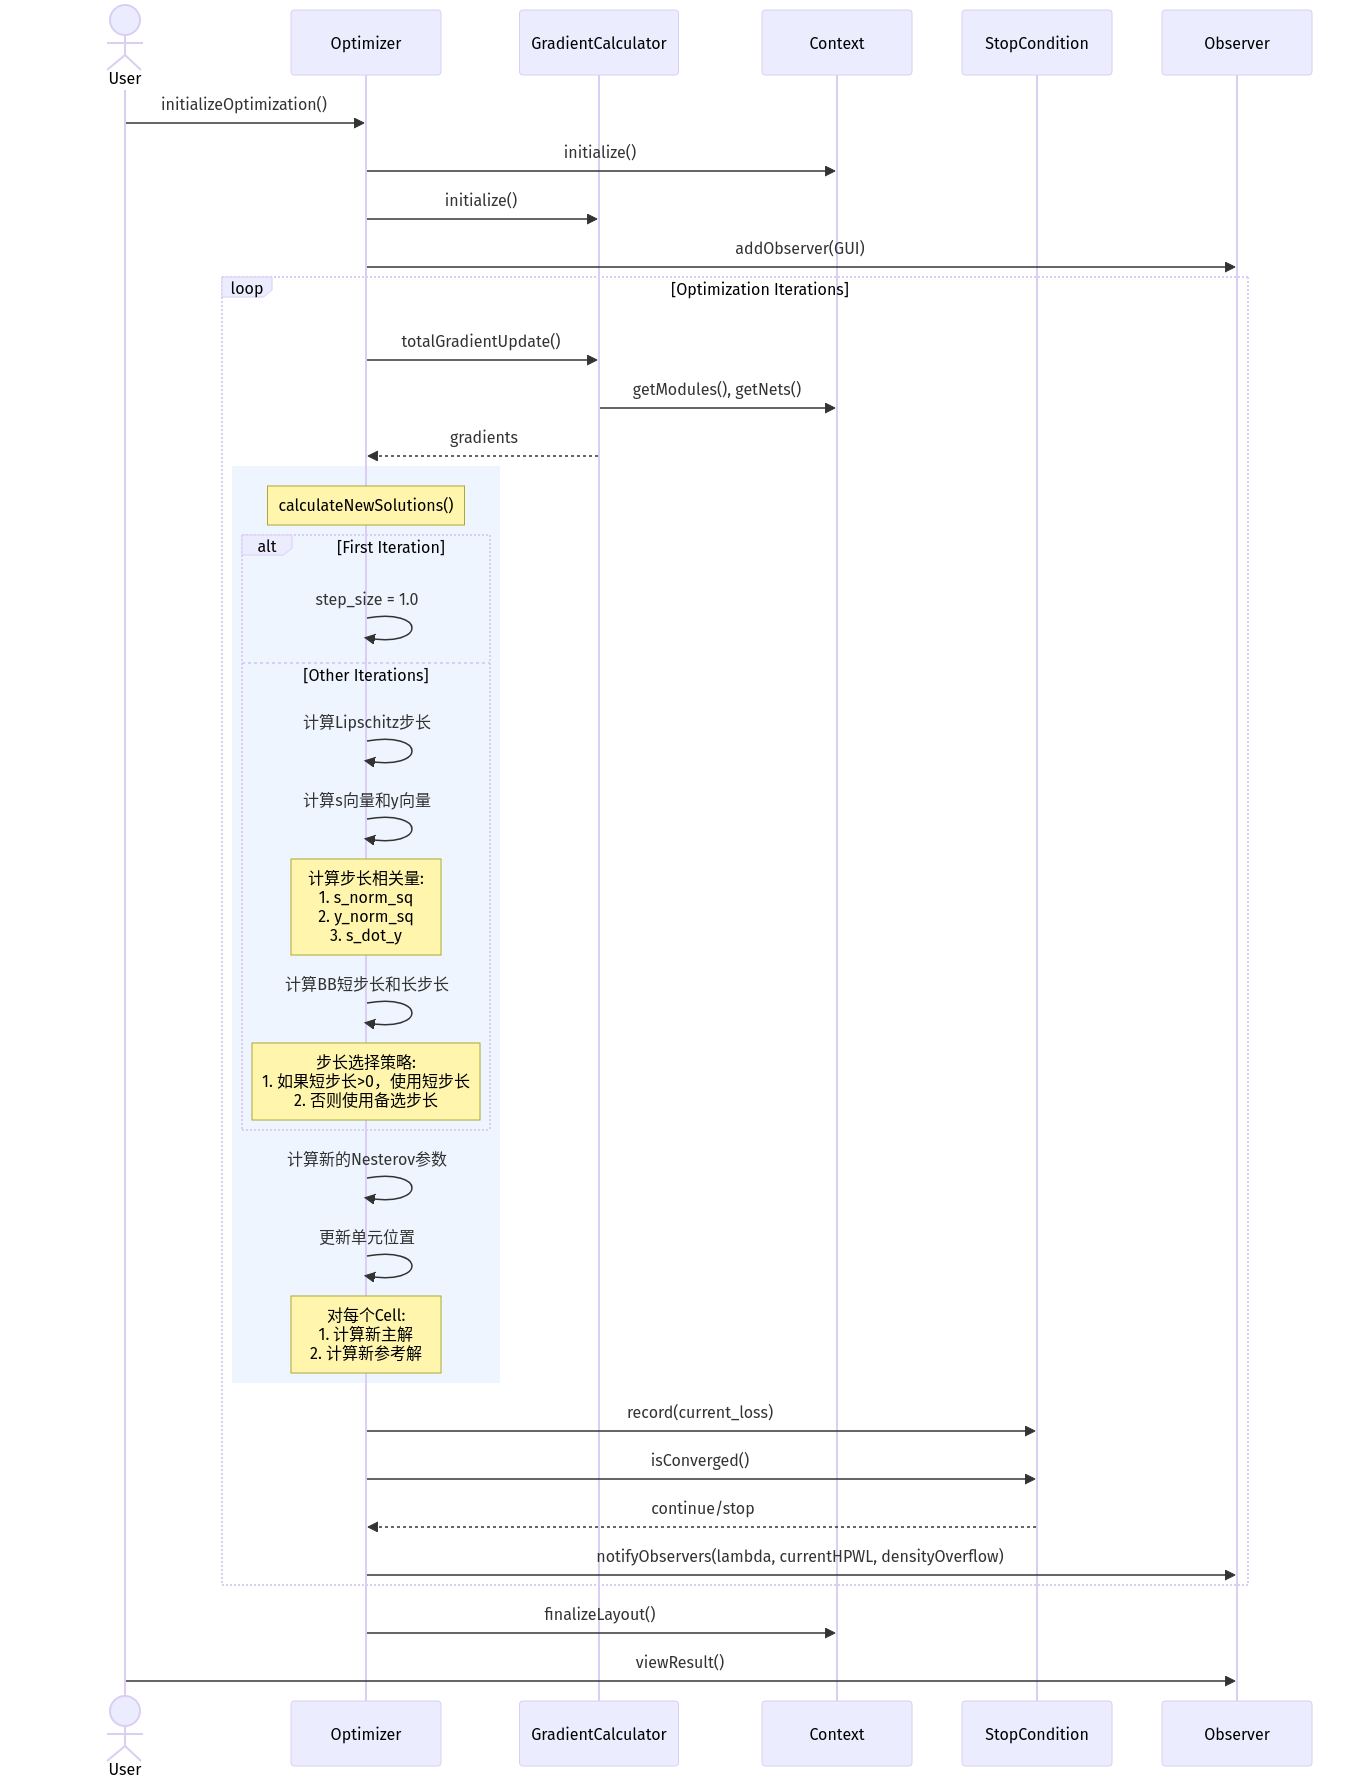 User
Optimizer
GradientCalculator
Context
StopCondition
Observer
initializeOptimization()
initialize()
initialize()
addObserver(GUI)
loop
[Optimization Iterations]
totalGradientUpdate()
getModules(), getNets()
gradients
calculateNewSolutions()
alt
[First Iteration]
step_size = 1.0
[Other Iterations]
计算Lipschitz步长
计算s向量和y向量
计算步长相关量:
1. s_norm_sq
2. y_norm_sq
3. s_dot_y
计算BB短步长和长步长
步长选择策略:
1. 如果短步长>0，使用短步长
2. 否则使用备选步长
计算新的Nesterov参数
更新单元位置
对每个Cell:
1. 计算新主解
2. 计算新参考解
record(current_loss)
isConverged()
continue/stop
notifyObservers(lambda, currentHPWL, densityOverflow)
finalizeLayout()
viewResult()
User
Optimizer
GradientCalculator
Context
StopCondition
Observer